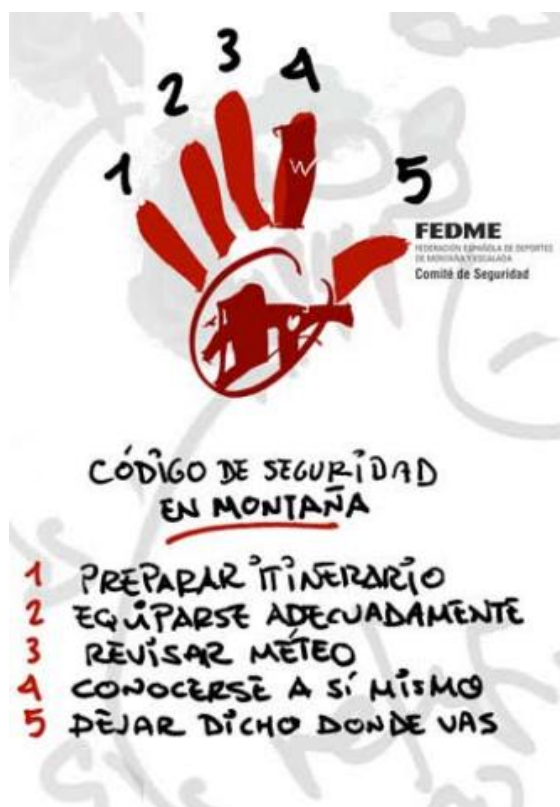 1
2
3
4
5
FEDME
FEDERACIÓN ESPAÑOLA DE DEPORTES
DE MONTAÑA Y ESCALADA
Comité de Seguridad
CÓDIGO DE SEGURIDAD
EN MONTAÑA
1 PREPARAR ITINERARIO
2 EQUIPARSE ADECUADAMENTE
3 REVISAR MÉTEO
4 CONOCERSE A SÍ MISMO
5 DEJAR DICHO DONDE VAS